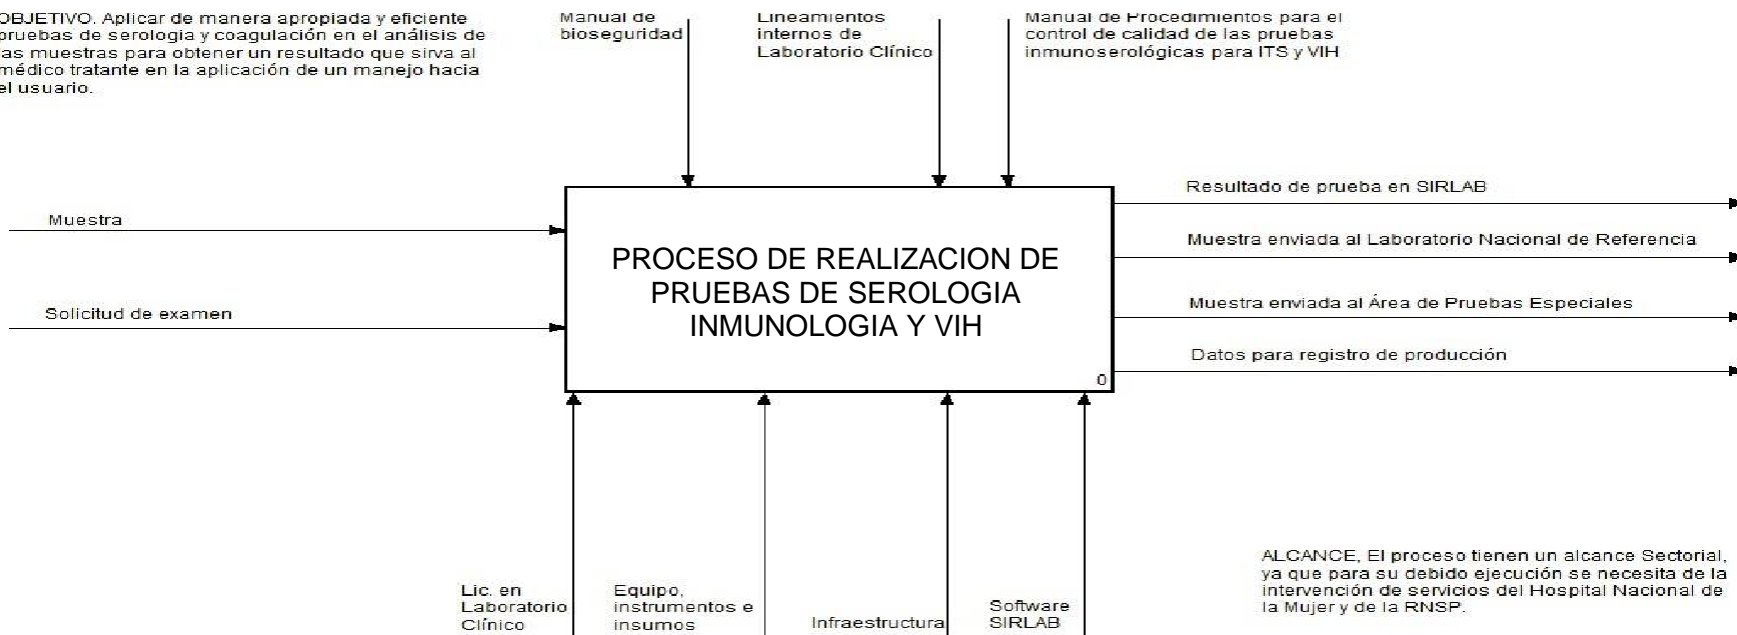 OBJETIVO. Aplicar de manera apropiada y eficiente
pruebas de serologia y coagulación en el análisis de
las muestras para obtener un resultado que sirva al
médico tratante en la aplicación de un manejo hacia
el usuario.
Manual de
bioseguridad
Lineamientos
internos de
Laboratorio Clínico
Manual de Procedimientos para el
control de calidad de las pruebas
inmunoserológicas para ITS y VIH
Muestra
Solicitud de examen
PROCESO DE REALIZACION DE
PRUEBAS DE SEROLOGIA
INMUNOLOGIA Y VIH
0
Resultado de prueba en SIRLAB
Muestra enviada al Laboratorio Nacional de Referencia
Muestra enviada al Área de Pruebas Especiales
Datos para registro de producción
Lic. en
Laboratorio
Clínico
Equipo,
instrumentos e
insumos
Infraestructura
Software
SIRLAB
ALCANCE, El proceso tienen un alcance Sectorial,
ya que para su debido ejecución se necesita de la
intervención de servicios del Hospital Nacional de
la Mujer y de la RNSP.